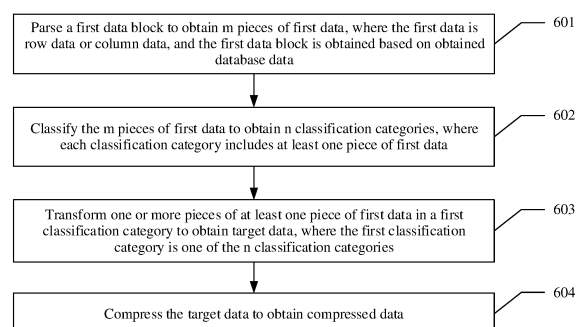 Parse a first data block to obtain m pieces of first data, where the first data is
row data or column data, and the first data block is obtained based on obtained
database data
601
Classify the m pieces of first data to obtain n classification categories, where
each classification category includes at least one piece of first data
602
Transform one or more pieces of at least one piece of first data in a first
classification category to obtain target data, where the first classification
category is one of the n classification categories
603
Compress the target data to obtain compressed data
604